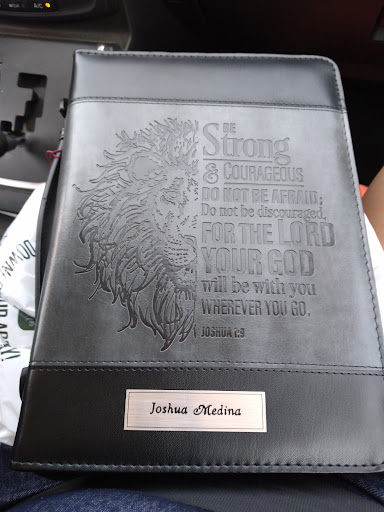 A/C
BE
Strong
& COURAGEOUS
DO NOT BE AFRAID;
Do not be discouraged,
FOR THE LORD
YOUR GOD
will be with you
WHEREVER YOU GO.
JOSHUA 1:9
Joshua Medina